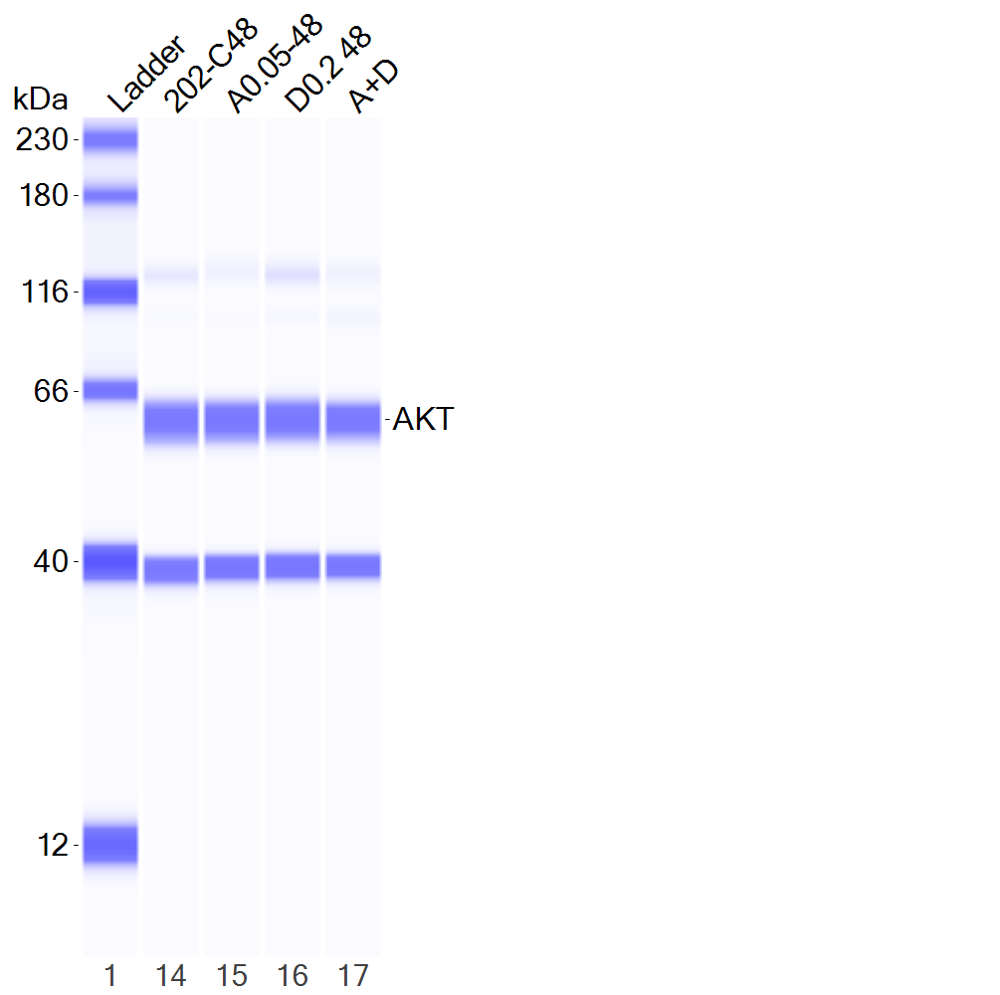 kDa
Ladder
202-C48
A0.05-48
D0.2 48
A+D
230
180
116
66
AKT
40
12
1 14 15 16 17